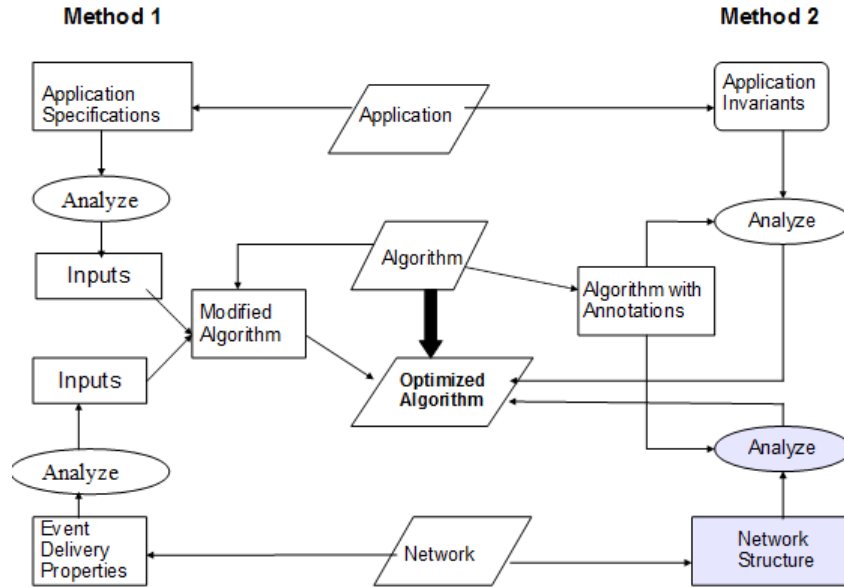 Method 1
Method 2
Application
Specifications
Application
Application
Invariants
Analyze
Analyze
Inputs
Algorithm
Modified
Algorithm
Algorithm with
Annotations
Inputs
Optimized
Algorithm
Analyze
Analyze
Event
Delivery
Properties
Network
Network
Structure